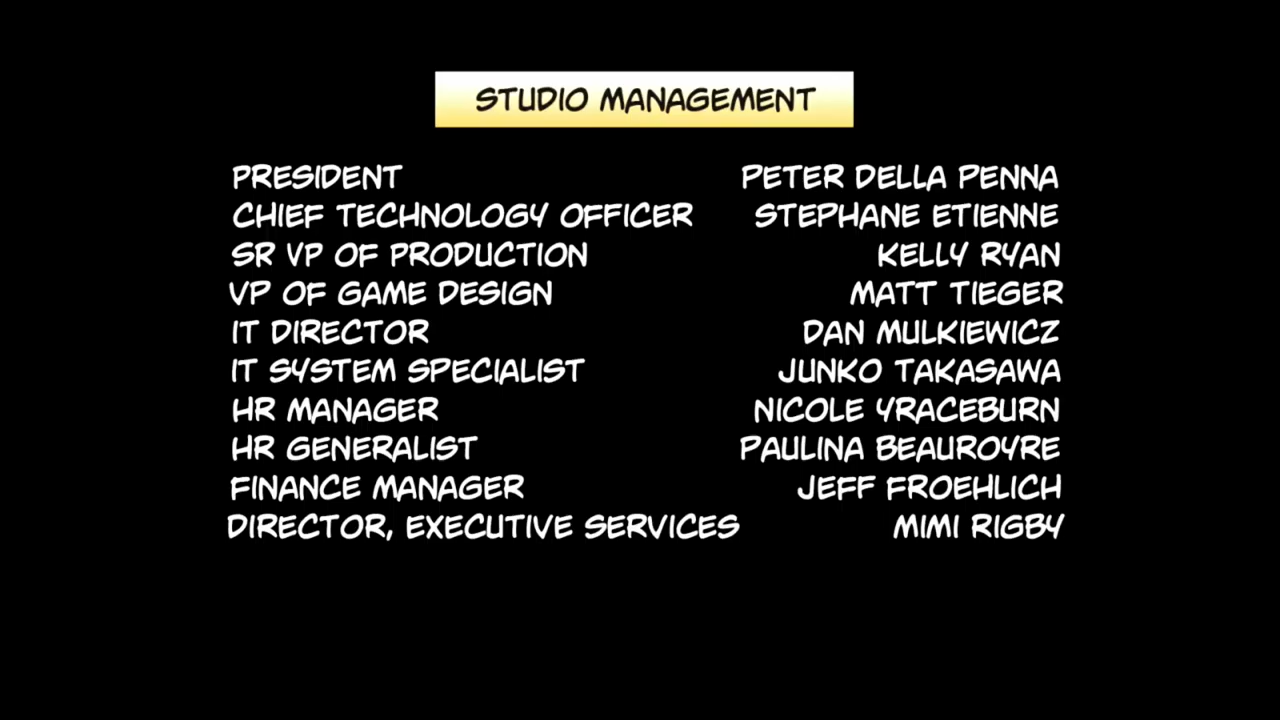 STUDIO MANAGEMENT
PRESIDENT PETER DELLA PENNA
CHIEF TECHNOLOGY OFFICER STEPHANE ETIENNE
SR VP OF PRODUCTION KELLY RYAN
VP OF GAME DESIGN MATT TIEGER
IT DIRECTOR DAN MULKIEWICZ
IT SYSTEM SPECIALIST JUNKO TAKASAWA
HR MANAGER NICOLE YRACEBURN
HR GENERALIST PAULINA BEAUROYRE
FINANCE MANAGER JEFF FROEHLICH
DIRECTOR, EXECUTIVE SERVICES MIMI RIGBY